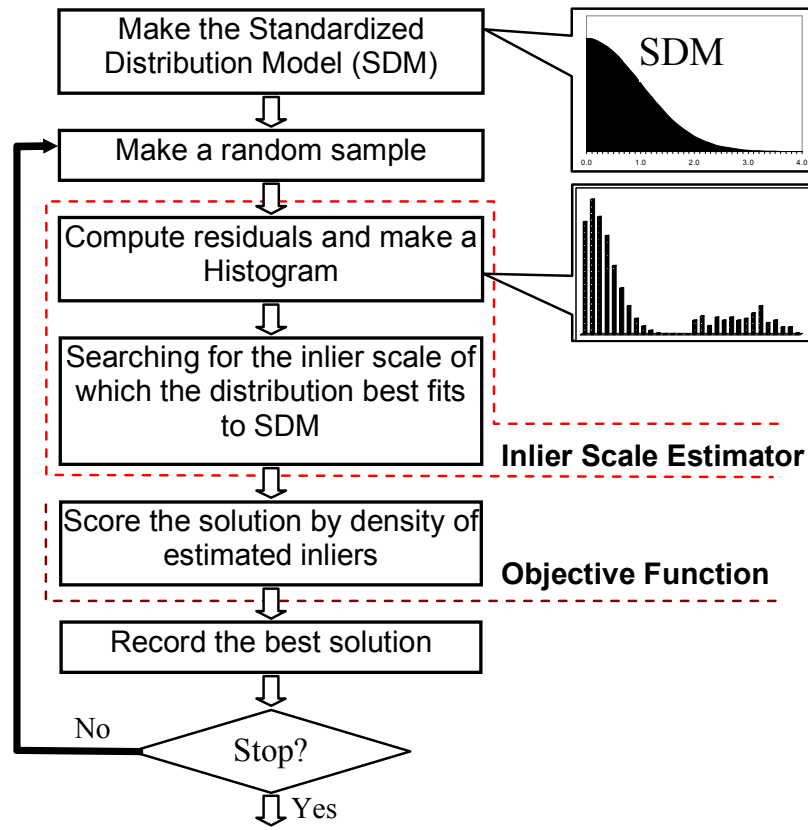 Make the Standardized
Distribution Model (SDM)
SDM
0.0 1.0 2.0 3.0 4.0
Make a random sample
Compute residuals and make a
Histogram
Searching for the inlier scale of
which the distribution best fits
to SDM
Inlier Scale Estimator
Score the solution by density of
estimated inliers
Objective Function
Record the best solution
No
Stop?
Yes